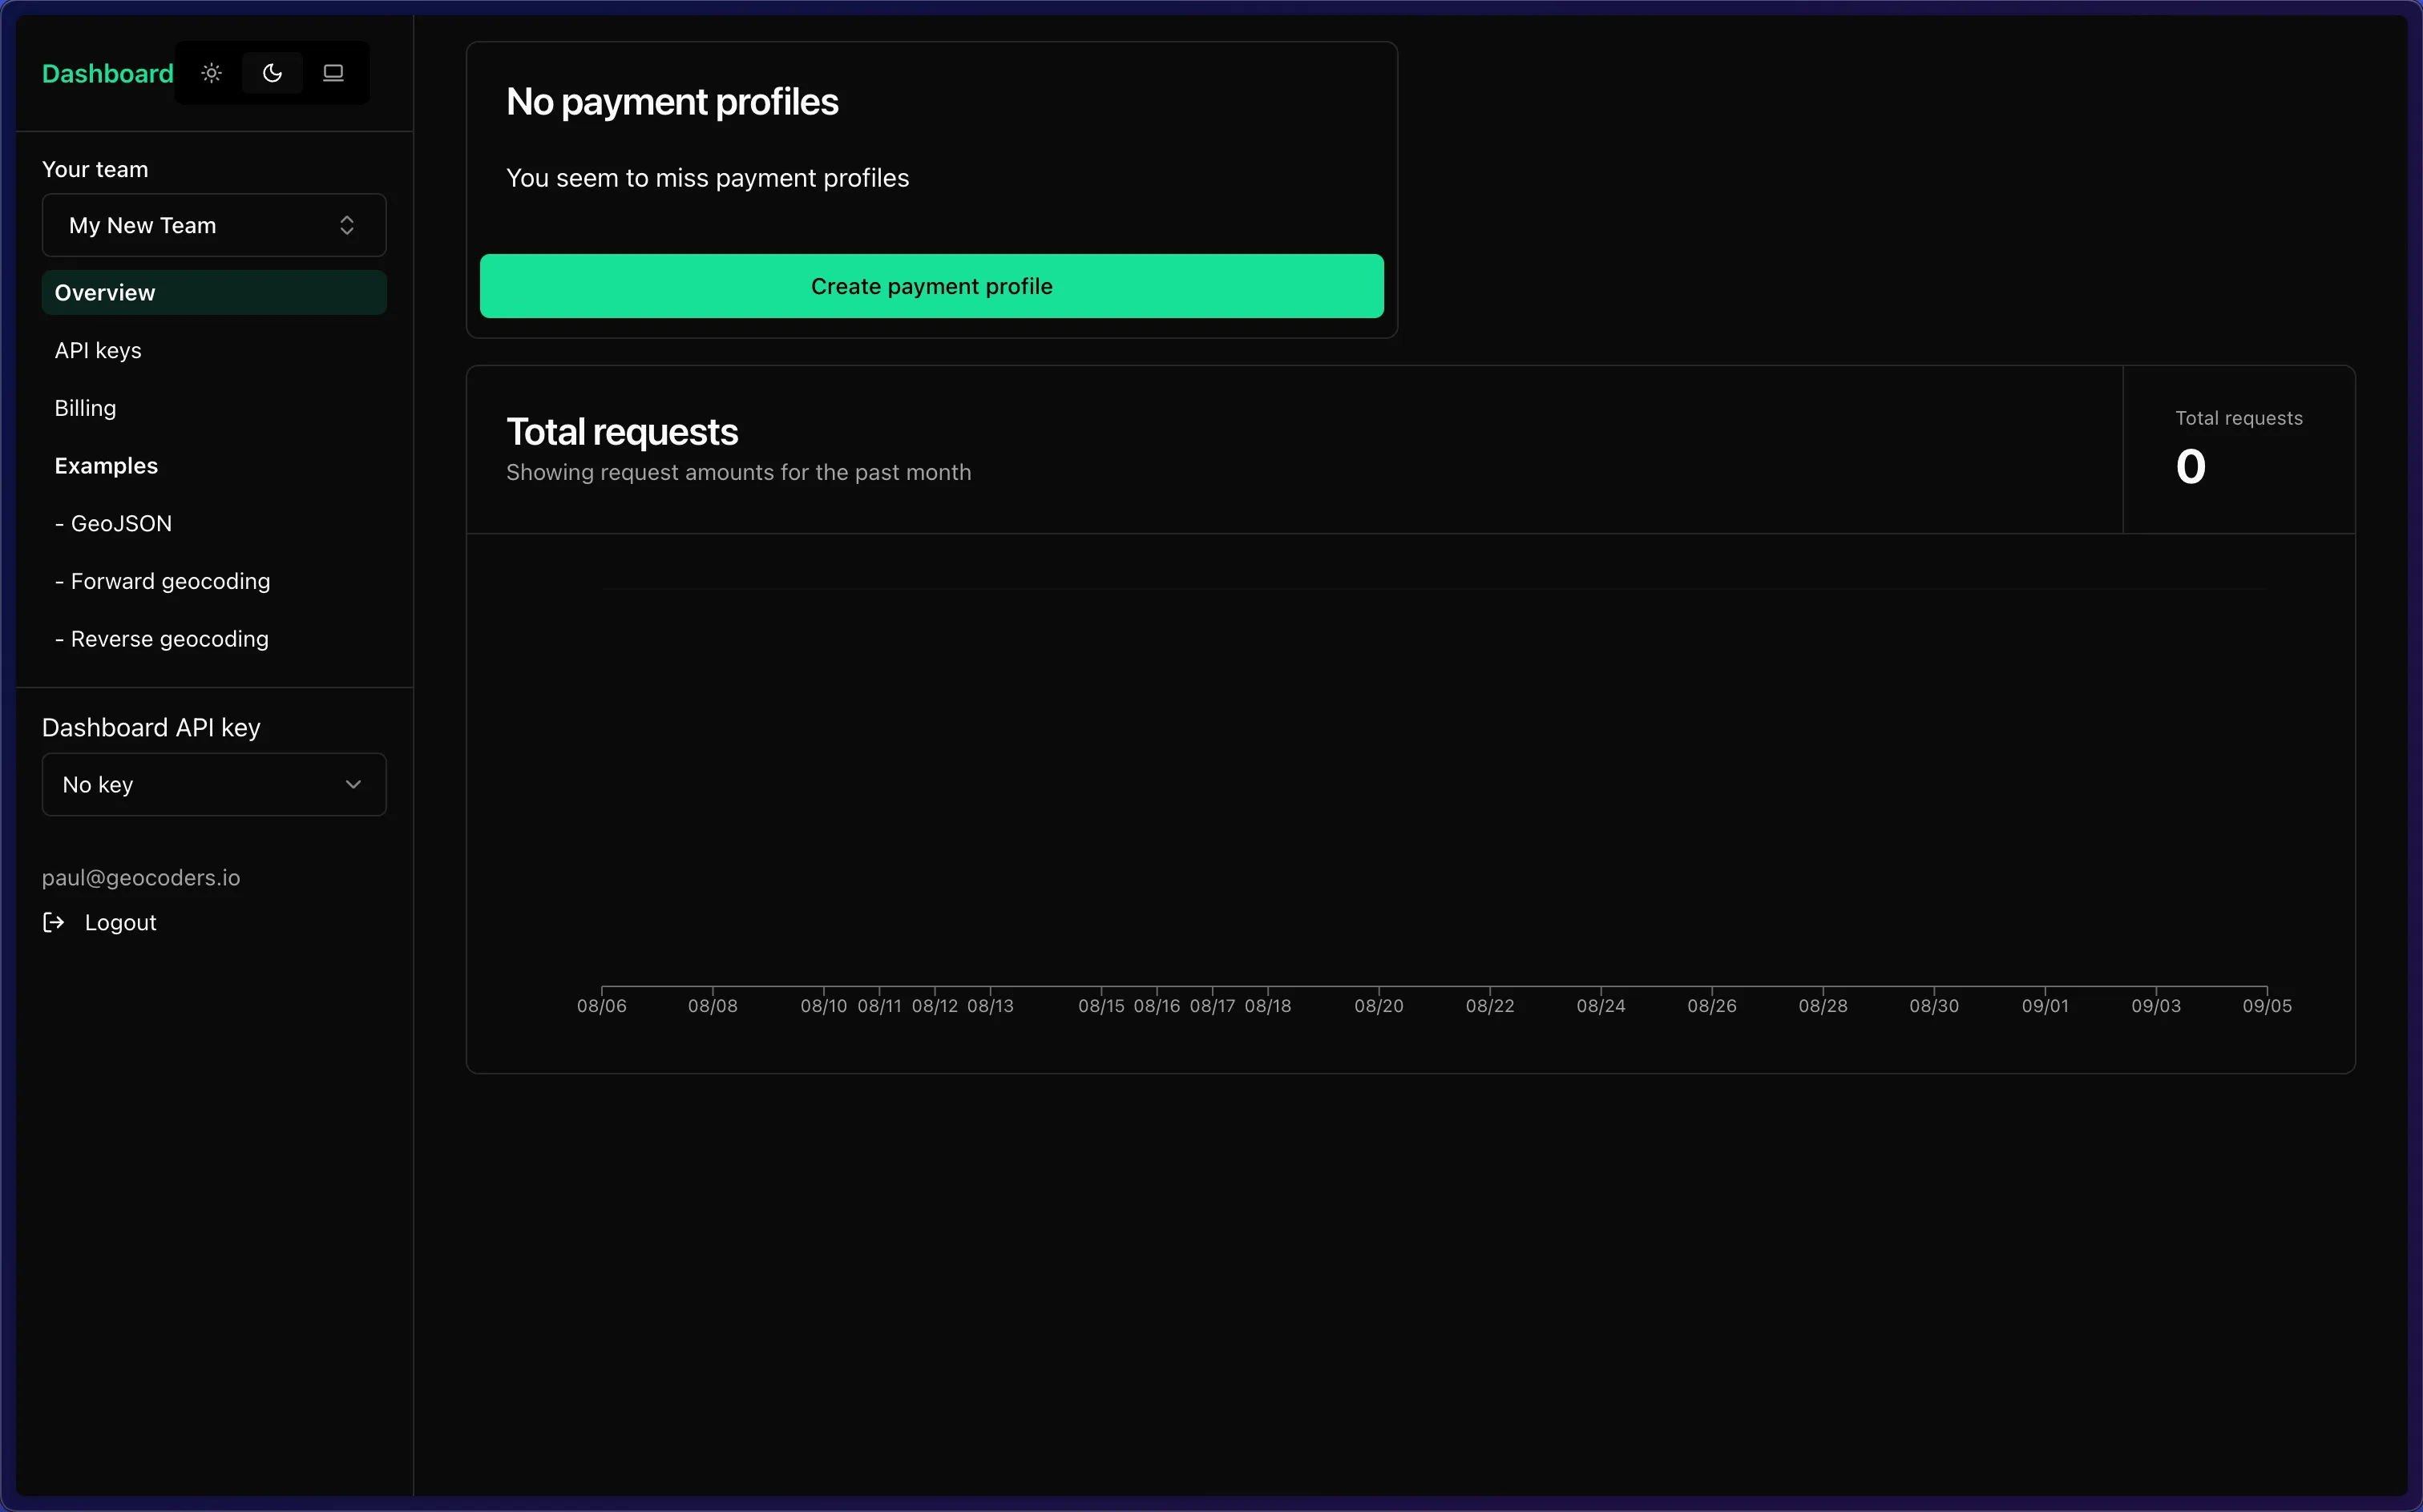 Dashboard
Your team
My New Team
Overview
API keys
Billing
Examples
- GeoJSON
- Forward geocoding
- Reverse geocoding
Dashboard API key
No key
paul@geocoders.io
Logout
No payment profiles
You seem to miss payment profiles
Create payment profile
Total requests
Showing request amounts for the past month
Total requests
0
08/06 08/08 08/10 08/11 08/12 08/13 08/15 08/16 08/17 08/18 08/20 08/22 08/24 08/26 08/28 08/30 09/01 09/03 09/05